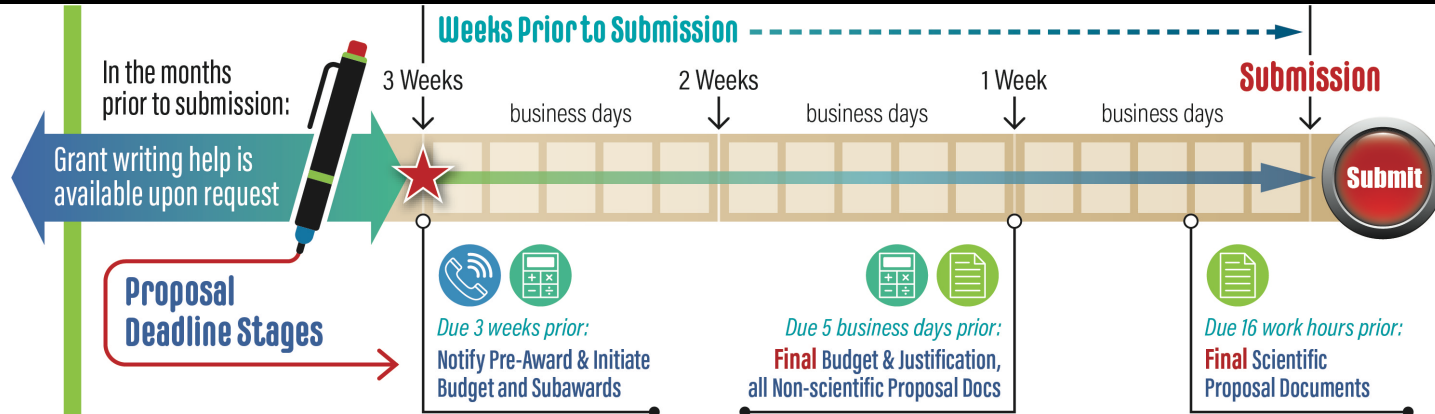 Weeks Prior to Submission
In the months
prior to submission:
3 Weeks
2 Weeks
1 Week
Submission
business days
business days
business days
Grant writing help is
available upon request
Submit
Proposal
Deadline Stages
Due 3 weeks prior:
Notify Pre-Award & Initiate
Budget and Subawards
Due 5 business days prior:
Final Budget & Justification,
all Non-scientific Proposal Docs
Due 16 work hours prior:
Final Scientific
Proposal Documents